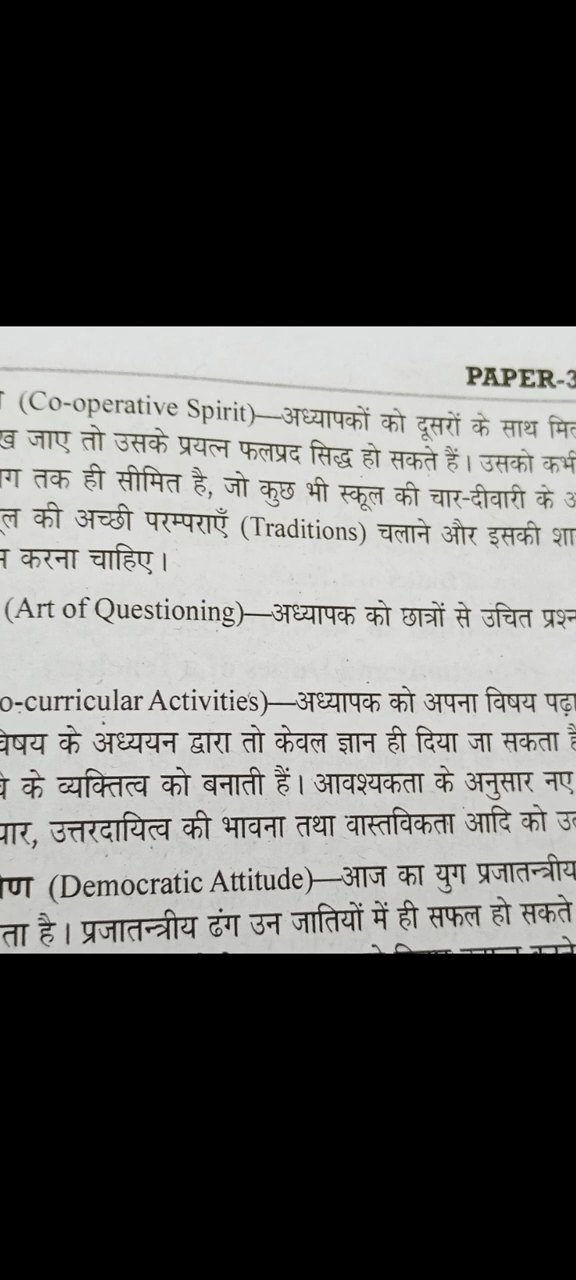 PAPER-3
(Co-operative Spirit)—अध्यापकों को दूसरों के साथ
जाए तो उसके प्रयत्न फलप्रद सिद्ध हो सकते हैं। उसको कभी
तक ही सीमित है, जो कुछ भी स्कूल की चार-दीवारी के
की अच्छी परम्पराएँ (Traditions) चलाने और इसकी
करना चाहिए।
(Art of Questioning)—अध्यापक को छात्रों से उचित प्रश्न
o-curricular Activities)—अध्यापक को अपना विषय पढ़ा
विषय के अध्ययन द्वारा तो केवल ज्ञान ही दिया जा सकता है
के व्यक्तित्व को बनाती हैं। आवश्यकता के अनुसार नए
उत्तरदायित्व की भावना तथा वास्तविकता आदि को
(Democratic Attitude)—आज का युग प्रजातन्त्रीय
ता है। प्रजातन्त्रीय ढंग उन जातियों में ही सफल हो सकते